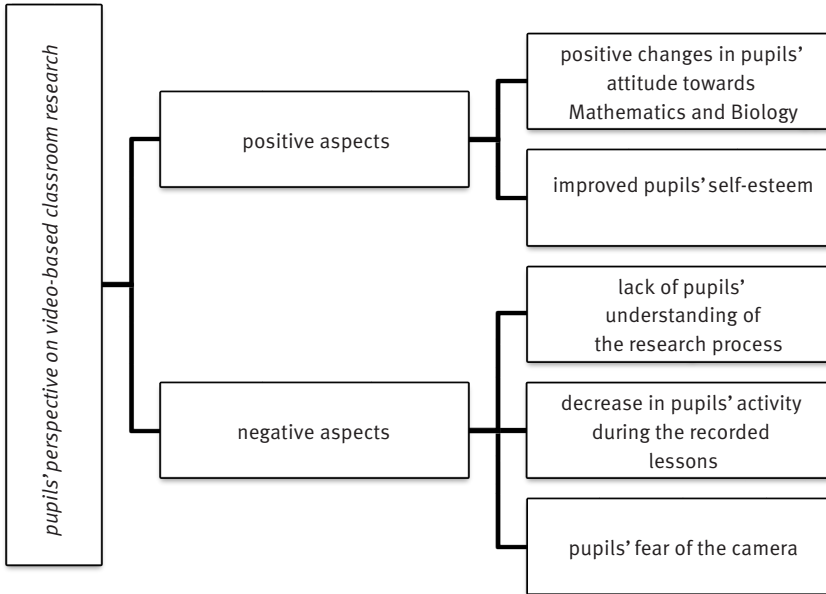 pupils’ perspective on video-based classroom research
positive aspects
positive changes in pupils’
attitude towards
Mathematics and Biology
improved pupils’ self-esteem
negative aspects
lack of pupils’
understanding of
the research process
decrease in pupils’ activity
during the recorded
lessons
pupils’ fear of the camera